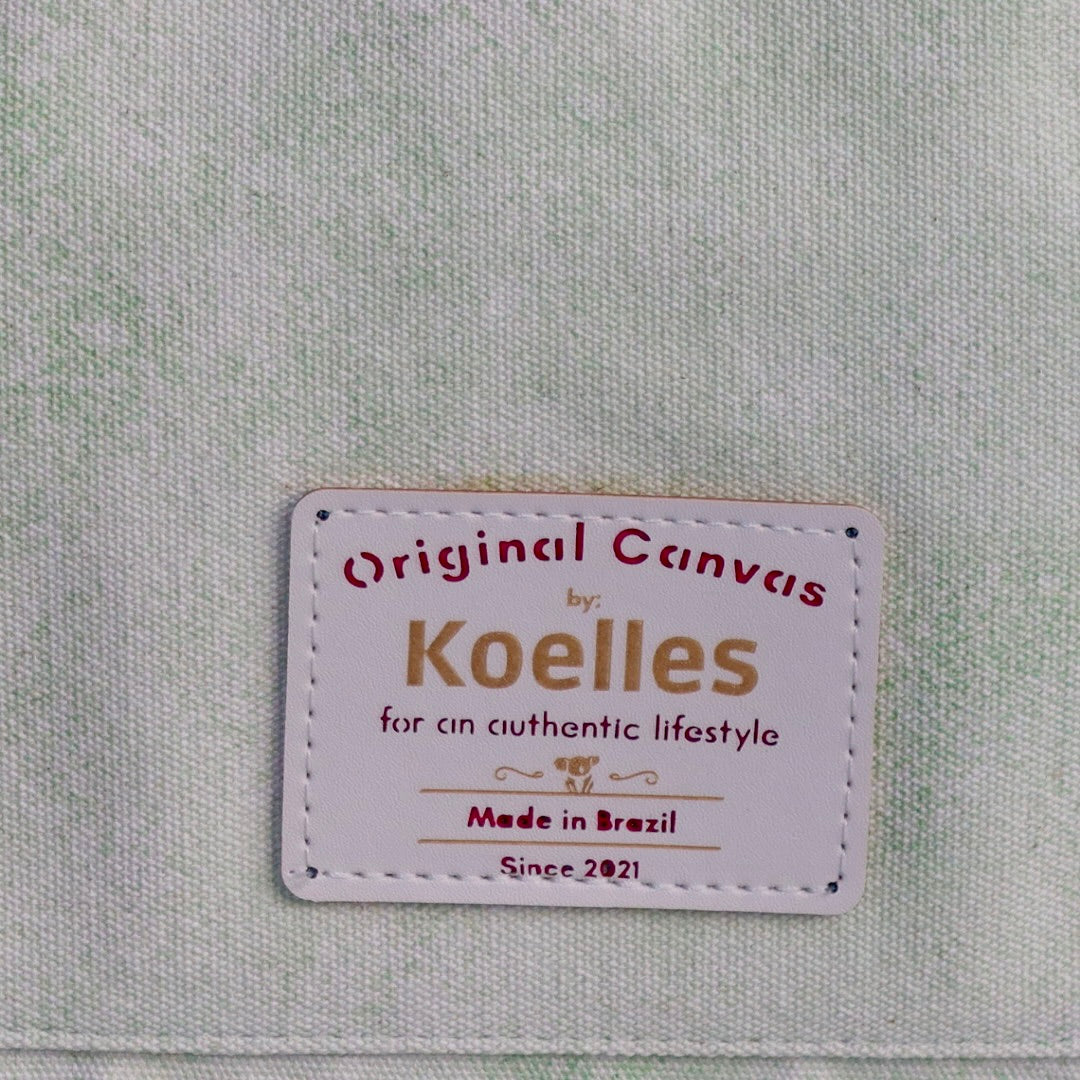 Original Canvas
by:
Koelles
for an authentic lifestyle
Made in Brazil
Since 2021